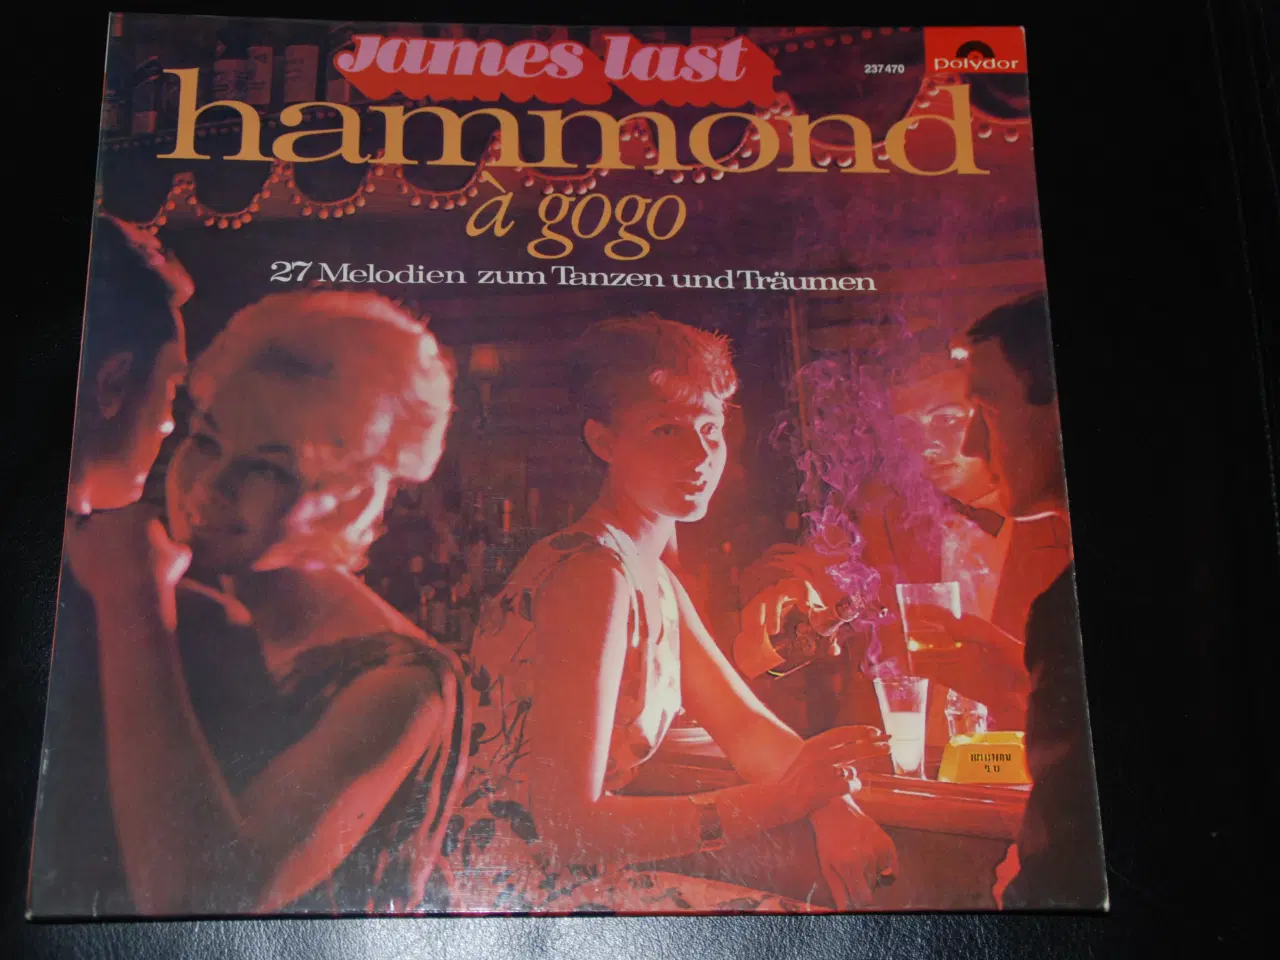 James last
237 470
polydor
hammond
à gogo
27 Melodien zum Tanzen und Träumen